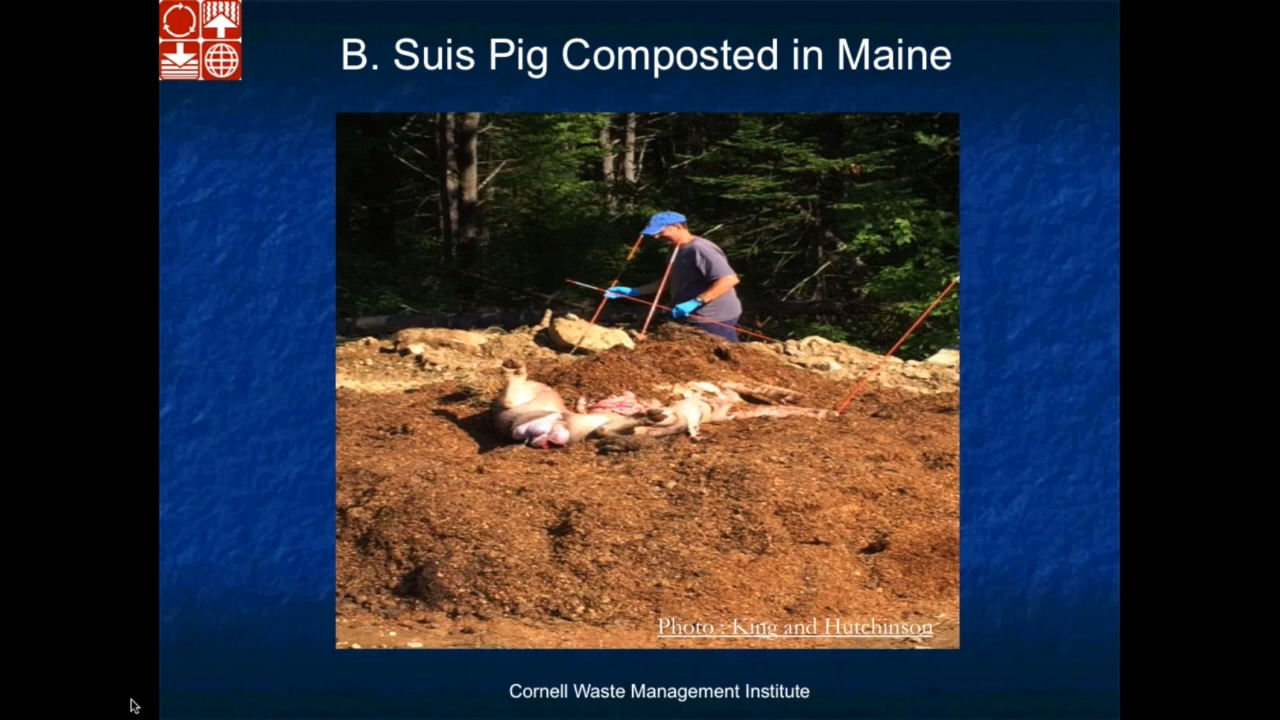 B. Suis Pig Composted in Maine
Photo : King and Hutchinson
Cornell Waste Management Institute